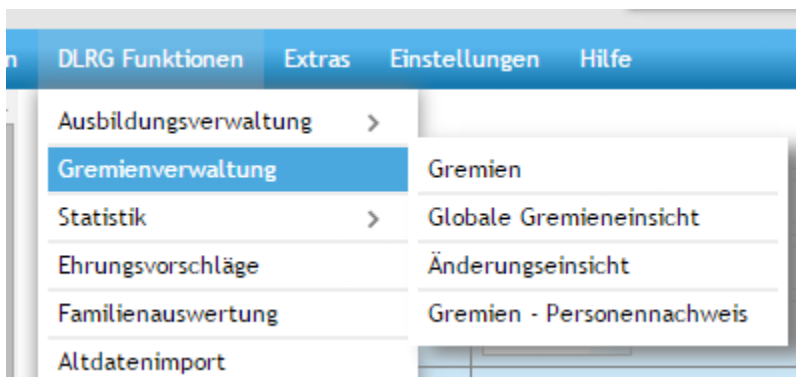 DLRG Funktionen Extras Einstellungen Hilfe
Ausbildungsverwaltung >
Gremienverwaltung
Statistik >
Ehrungsvorschläge
Familienauswertung
Altdatenimport
Gremien
Globale Gremieneinsicht
Änderungseinsicht
Gremien - Personennachweis